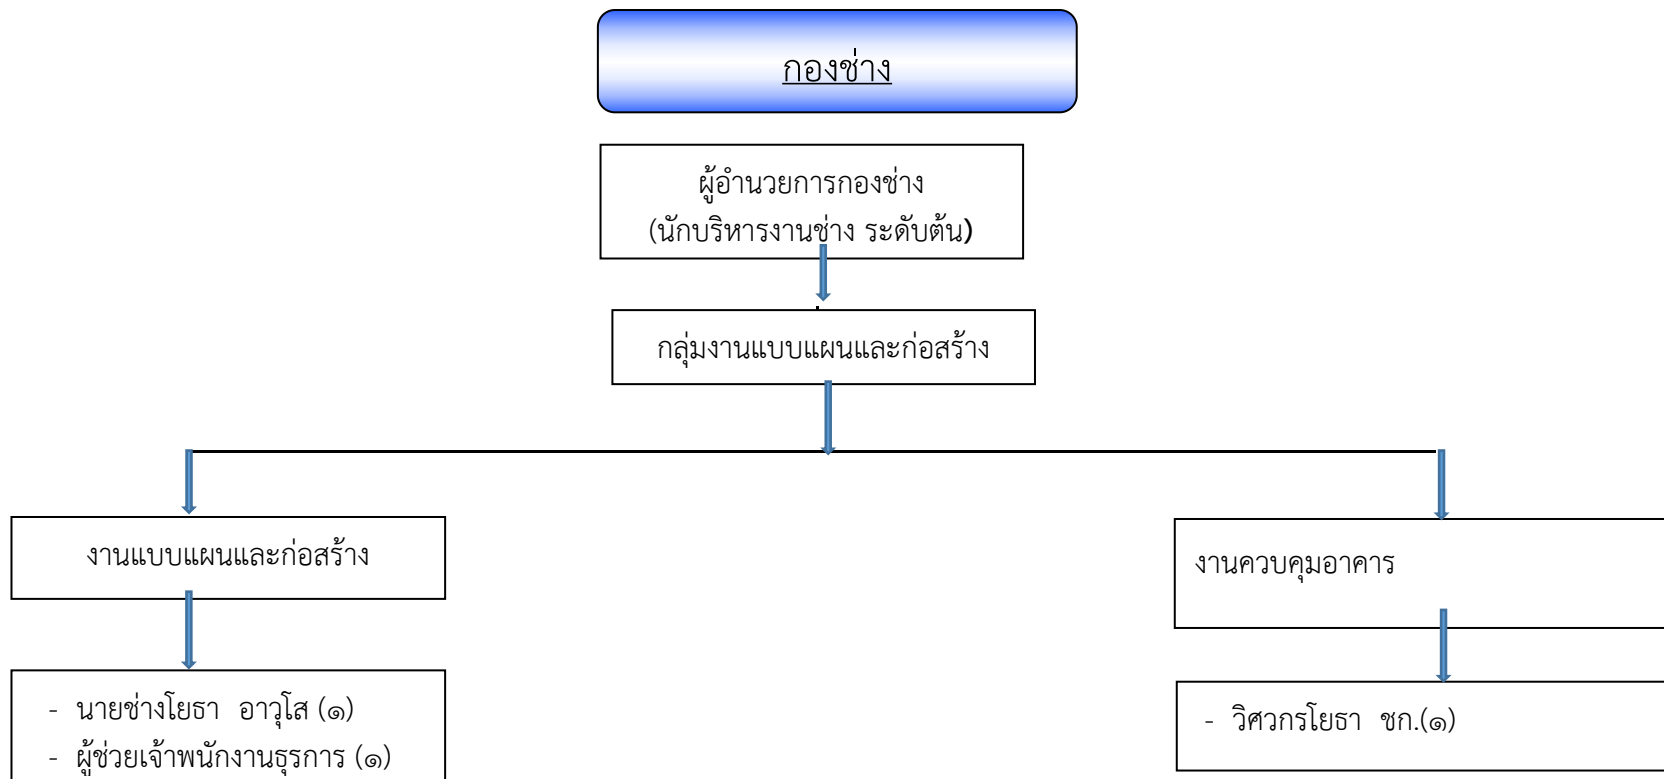 กองช่าง
ผู้อำนวยการกองช่าง
(นักบริหารงานช่าง ระดับต้น)
กลุ่มงานแบบแผนและก่อสร้าง
งานแบบแผนและก่อสร้าง
งานควบคุมอาคาร
- นายช่างโยธา อาวุโส (๑)
- ผู้ช่วยเจ้าพนักงานธุรการ (๑)
- วิศวกรโยธา ชก.(๑)